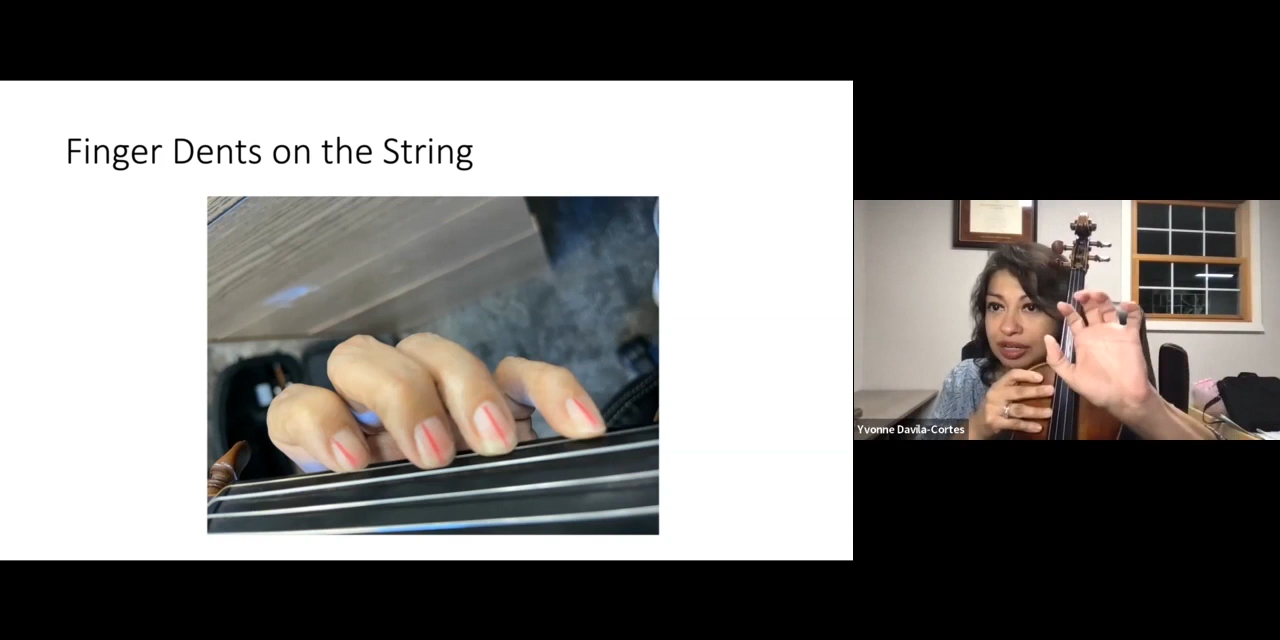 Finger Dents on the String
Yvonne Davila-Cortes